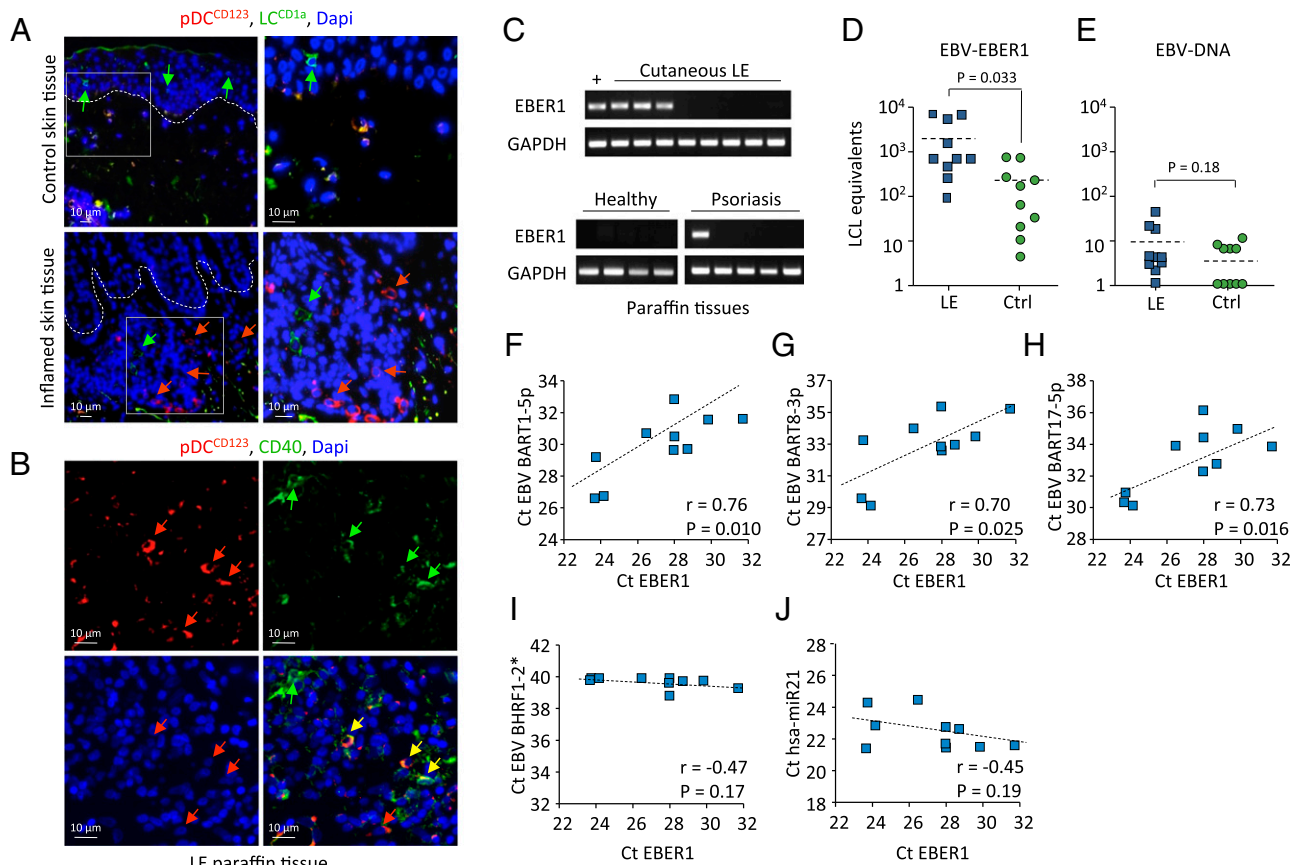 A
pDCCD123, LCCD1a, Dapi
Control skin tissue
10 µm
10 µm
Inflamed skin tissue
10 µm
10 µm
B
pDCCD123, CD40, Dapi
10 µm
10 µm
10 µm
10 µm
LE paraffin tissue
C
+ Cutaneous LE
EBER1
GAPDH
Healthy Psoriasis
EBER1
GAPDH
Paraffin tissues
D
EBV-EBER1
P = 0.033
LCL equivalents
10^4
10^3
10^2
10
1
LE Ctrl
E
EBV-DNA
P = 0.18
10^4
10^3
10^2
10
1
LE Ctrl
F
Ct EBV BART1-5p
34
32
30
28
26
24
r = 0.76
P = 0.010
22 24 26 28 30 32
Ct EBER1
G
Ct EBV BART8-3p
37
35
33
31
29
27
r = 0.70
P = 0.025
22 24 26 28 30 32
Ct EBER1
H
Ct EBV BART17-5p
38
36
34
32
30
28
r = 0.73
P = 0.016
22 24 26 28 30 32
Ct EBER1
I
Ct EBV BHRF1-2*
42
40
38
36
34
32
r = -0.47
P = 0.17
22 24 26 28 30 32
Ct EBER1
J
Ct hsa-miR21
28
26
24
22
20
18
r = -0.45
P = 0.19
22 24 26 28 30 32
Ct EBER1